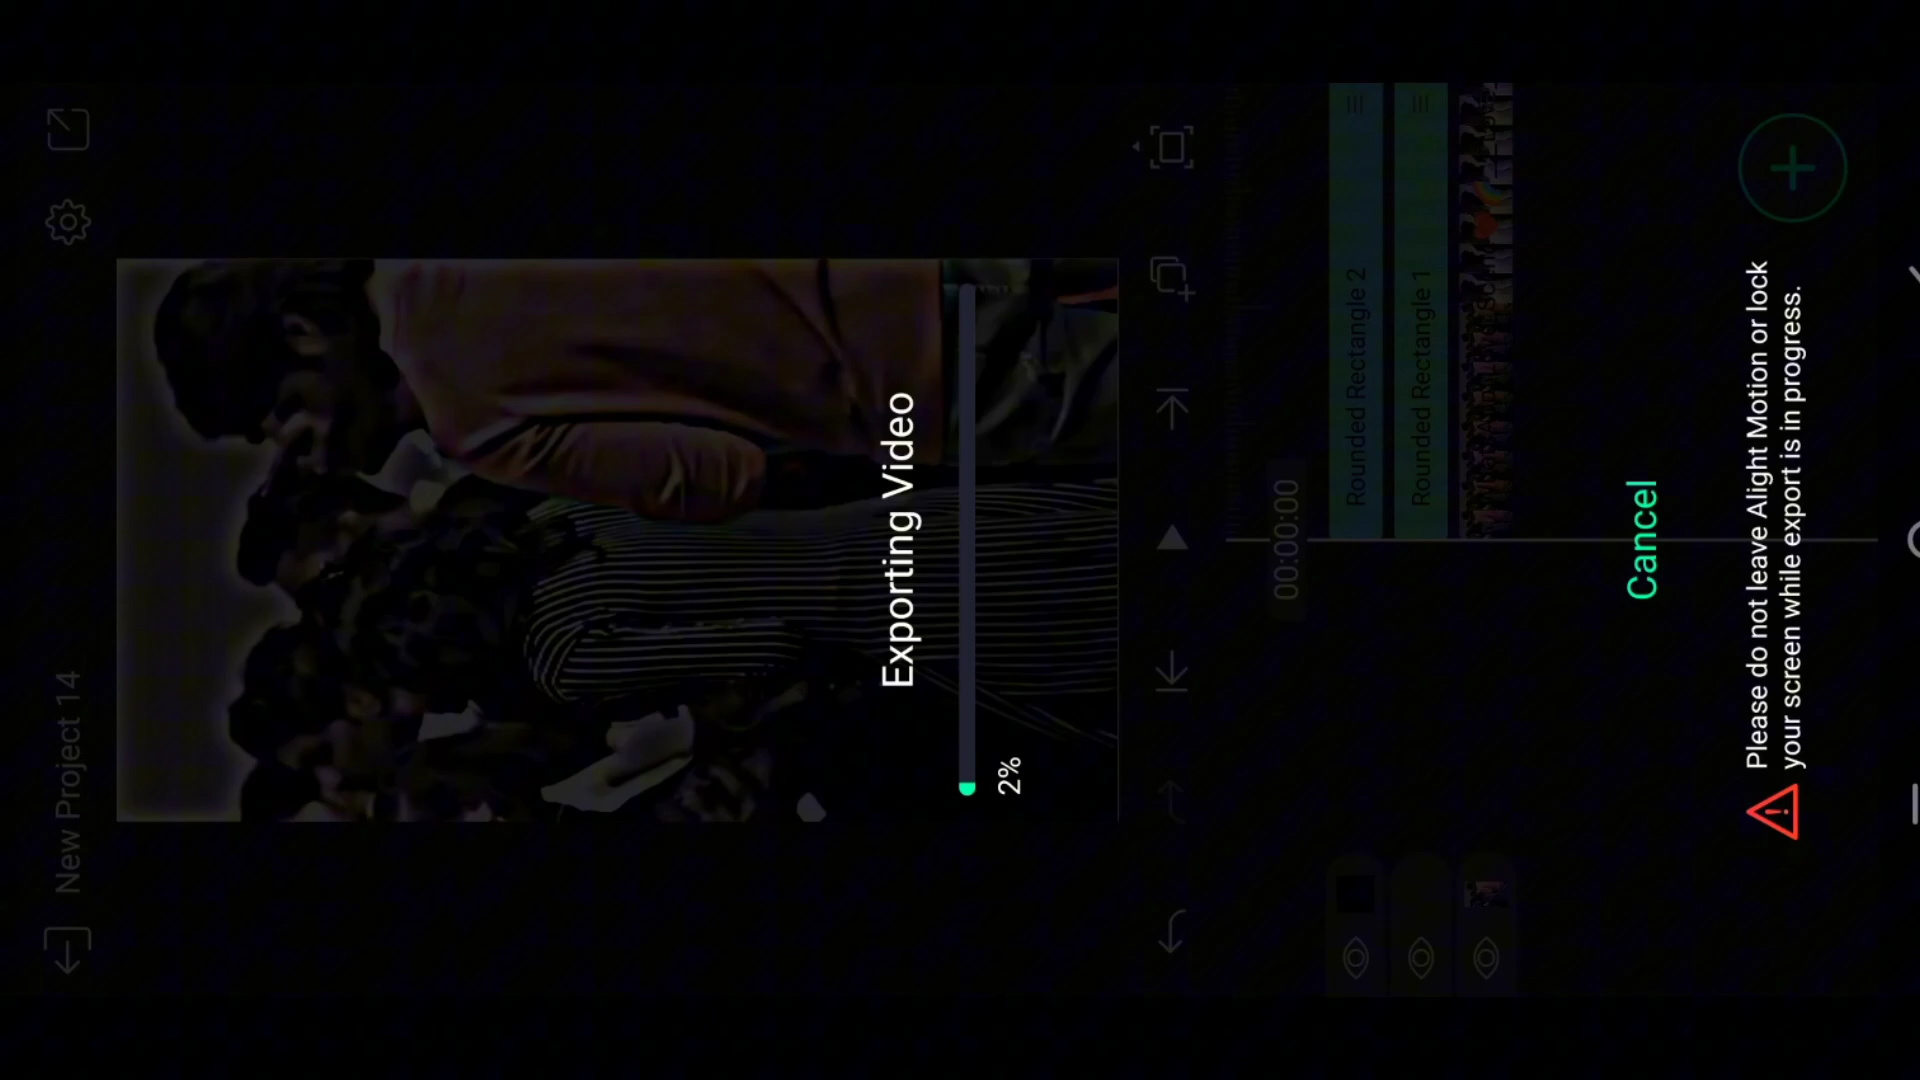 New Project 14
Exporting Video
2%
00:00:00
Rounded Rectangle 2
Rounded Rectangle 1
Cancel
Please do not leave Alight Motion or lock
your screen while export is in progress.